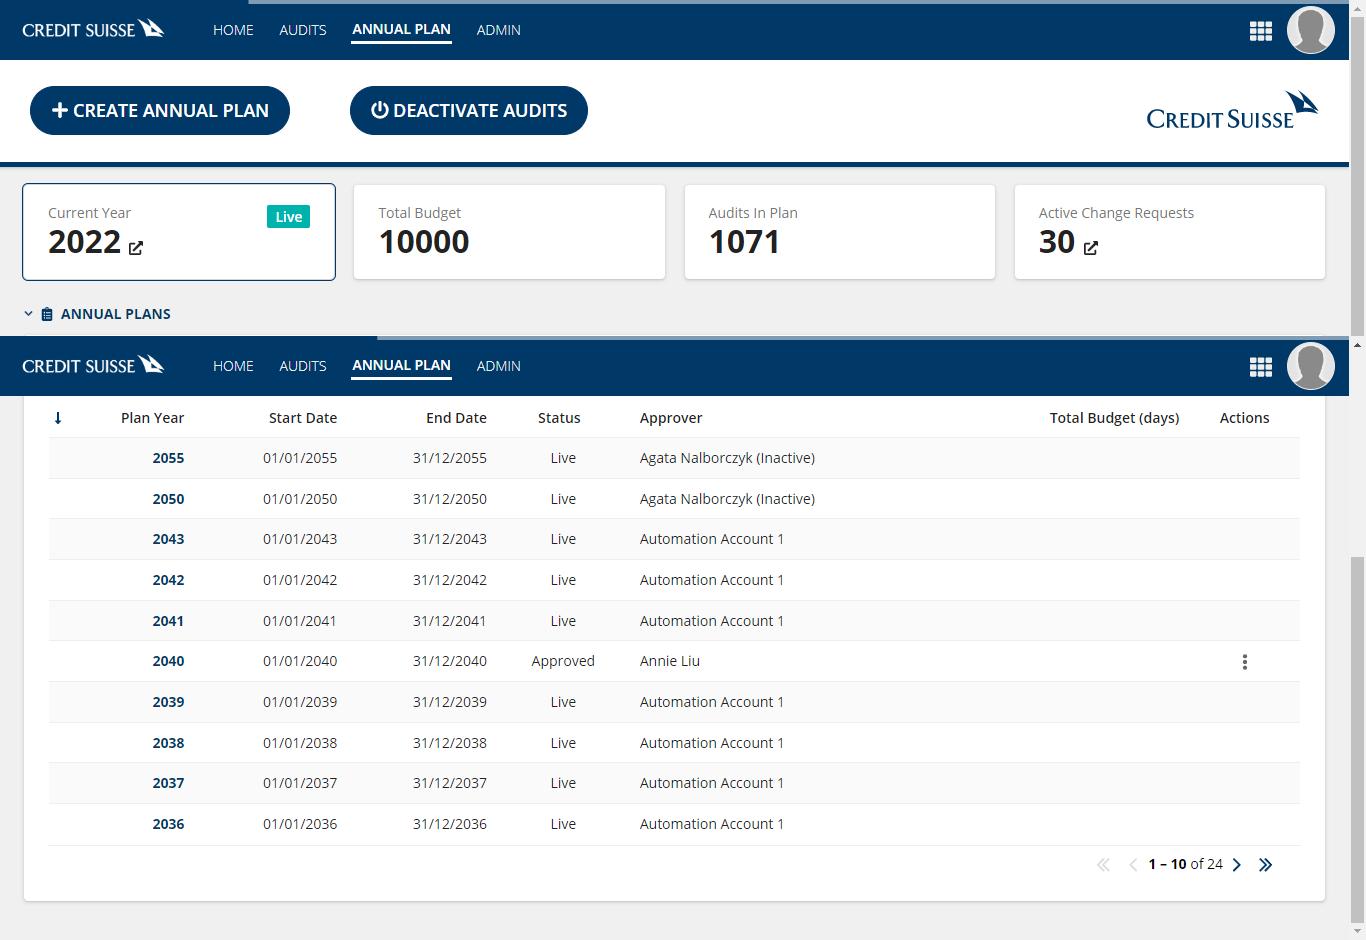 CREDIT SUISSE HOME AUDITS ANNUAL PLAN ADMIN
CREATE ANNUAL PLAN DEACTIVATE AUDITS CREDIT SUISSE
Current Year Live Total Budget Audits In Plan Active Change Requests
2022 10000 1071 30
ANNUAL PLANS
CREDIT SUISSE HOME AUDITS ANNUAL PLAN ADMIN
Plan Year Start Date End Date Status Approver Total Budget (days) Actions
2055 01/01/2055 31/12/2055 Live Agata Nalborczyk (Inactive)
2050 01/01/2050 31/12/2050 Live Agata Nalborczyk (Inactive)
2043 01/01/2043 31/12/2043 Live Automation Account 1
2042 01/01/2042 31/12/2042 Live Automation Account 1
2041 01/01/2041 31/12/2041 Live Automation Account 1
2040 01/01/2040 31/12/2040 Approved Annie Liu
2039 01/01/2039 31/12/2039 Live Automation Account 1
2038 01/01/2038 31/12/2038 Live Automation Account 1
2037 01/01/2037 31/12/2037 Live Automation Account 1
2036 01/01/2036 31/12/2036 Live Automation Account 1
1 – 10 of 24